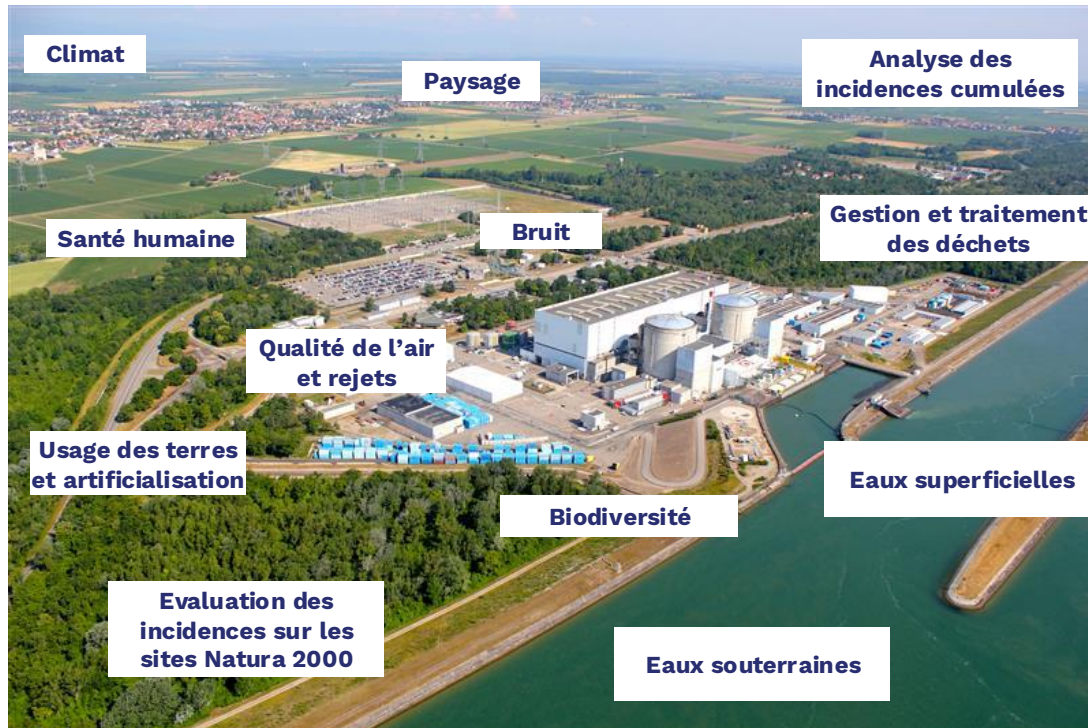 Climat
Paysage
Analyse des
incidences cumulées
Santé humaine
Bruit
Gestion et traitement
des déchets
Qualité de l’air
et rejets
Usage des terres
et artificialisation
Eaux superficielles
Biodiversité
Evaluation des
incidences sur les
sites Natura 2000
Eaux souterraines